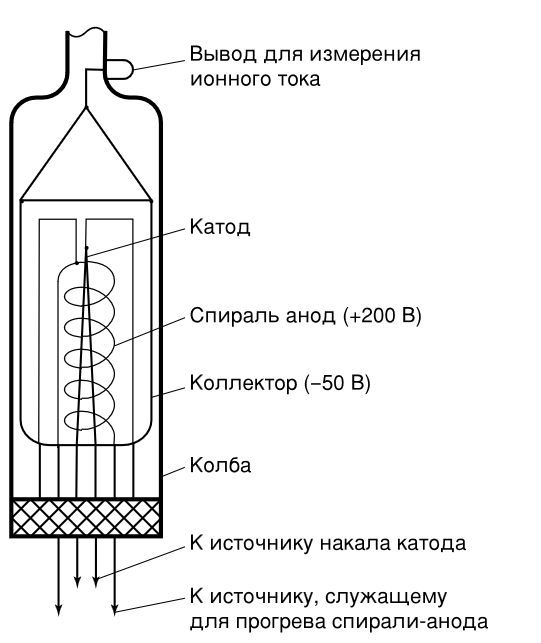 Вывод для измерения
ионного тока
Катод
Спираль анод (+200 В)
Коллектор (–50 В)
Колба
К источнику накала катода
К источнику, служащему
для прогрева спирали-анода